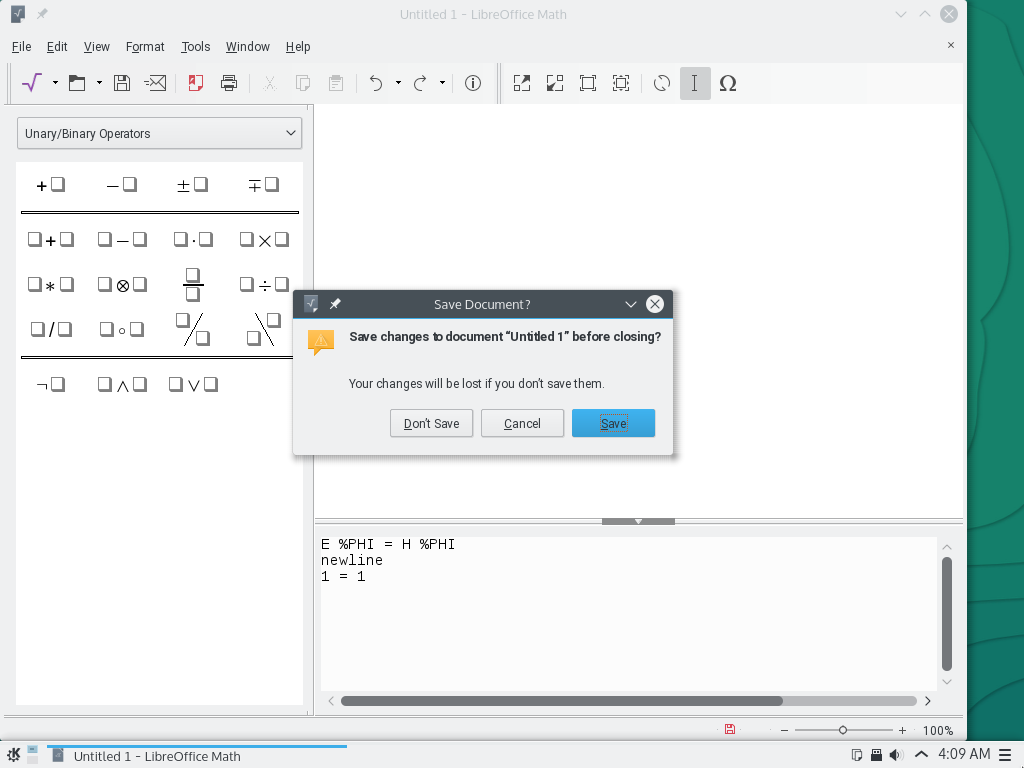 Untitled 1 - LibreOffice Math
File Edit View Format Tools Window Help
Unary/Binary Operators
Save Document?
Save changes to document “Untitled 1” before closing?
Your changes will be lost if you don’t save them.
Don’t Save Cancel Save
E %PHI = H %PHI
newline
1 = 1
100%
Untitled 1 - LibreOffice Math
4:09 AM